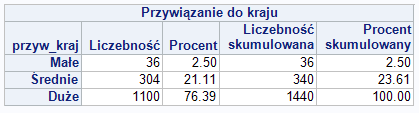 Przywiązanie do kraju
przyw_kraj Liczebność Procent Liczebność skumulowana Procent skumulowany
Małe 36 2.50 36 2.50
Średnie 304 21.11 340 23.61
Duże 1100 76.39 1440 100.00